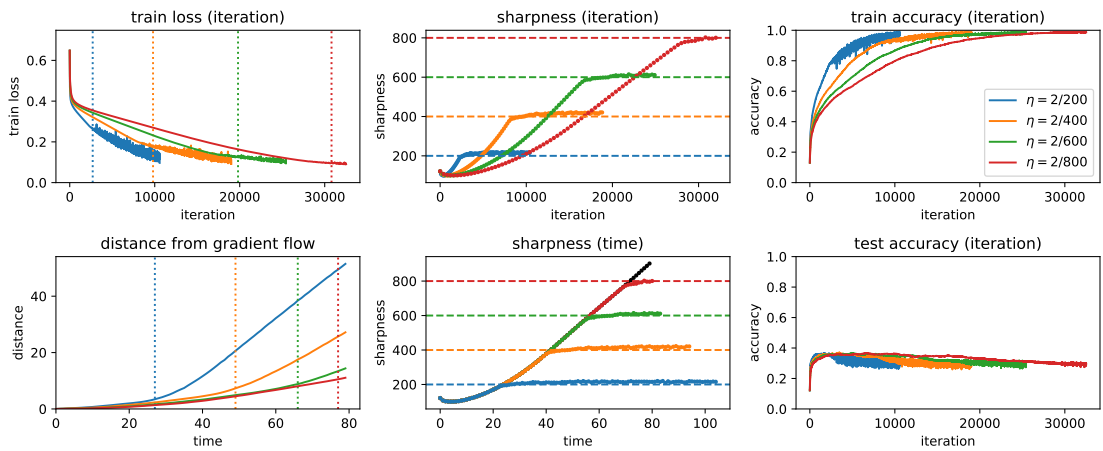 train loss (iteration)
train loss
0.6
0.4
0.2
0.0
0
10000
20000
30000
iteration
sharpness (iteration)
sharpness
800
600
400
200
0
10000
20000
30000
iteration
train accuracy (iteration)
accuracy
1.0
0.8
0.6
0.4
0.2
0.0
η = 2/200
η = 2/400
η = 2/600
η = 2/800
0
10000
20000
30000
iteration
distance from gradient flow
distance
40
20
0
0
20
40
60
80
time
sharpness (time)
sharpness
800
600
400
200
0
20
40
60
80
100
time
test accuracy (iteration)
accuracy
1.0
0.8
0.6
0.4
0.2
0.0
0
10000
20000
30000
iteration